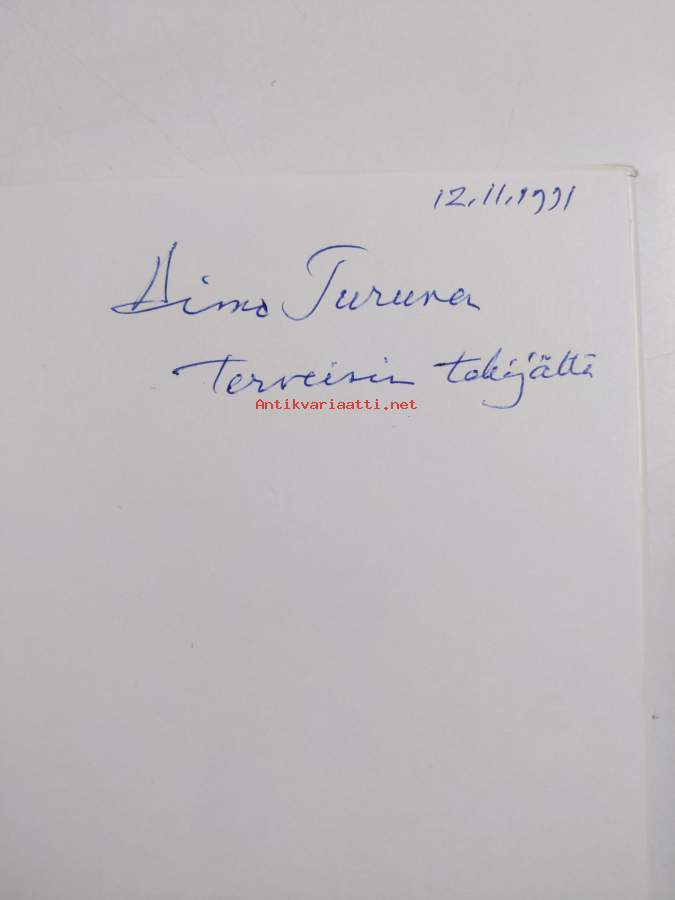 12.11.1991
Aimo Turunen
Terveisin tekijältä
Antikvariaatti.net